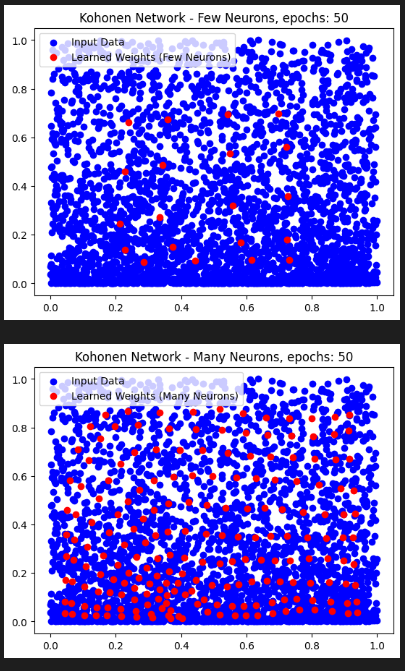 Kohonen Network - Few Neurons, epochs: 50
1.0
Input Data
Learned Weights (Few Neurons)
0.8
0.6
0.4
0.2
0.0
0.0 0.2 0.4 0.6 0.8 1.0
Kohonen Network - Many Neurons, epochs: 50
1.0
Input Data
Learned Weights (Many Neurons)
0.8
0.6
0.4
0.2
0.0
0.0 0.2 0.4 0.6 0.8 1.0